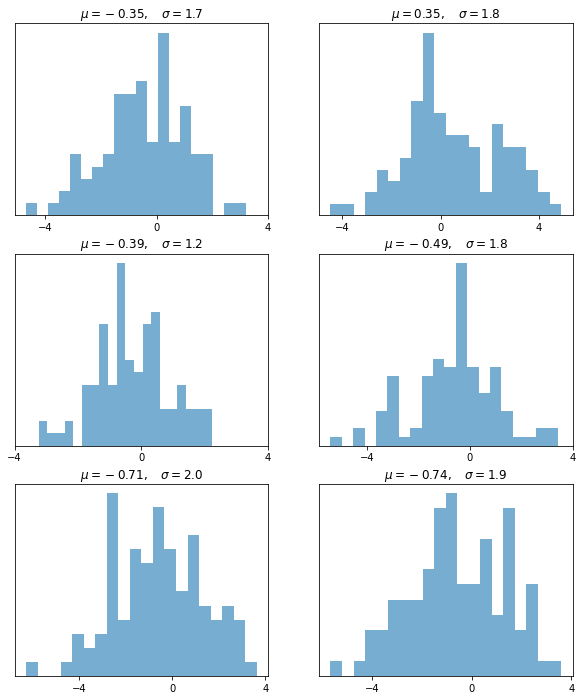 μ = −0.35, σ = 1.7
−4 0 4
μ = 0.35, σ = 1.8
−4 0 4
μ = −0.39, σ = 1.2
−4 0 4
μ = −0.49, σ = 1.8
−4 0 4
μ = −0.71, σ = 2.0
−4 0 4
μ = −0.74, σ = 1.9
−4 0 4